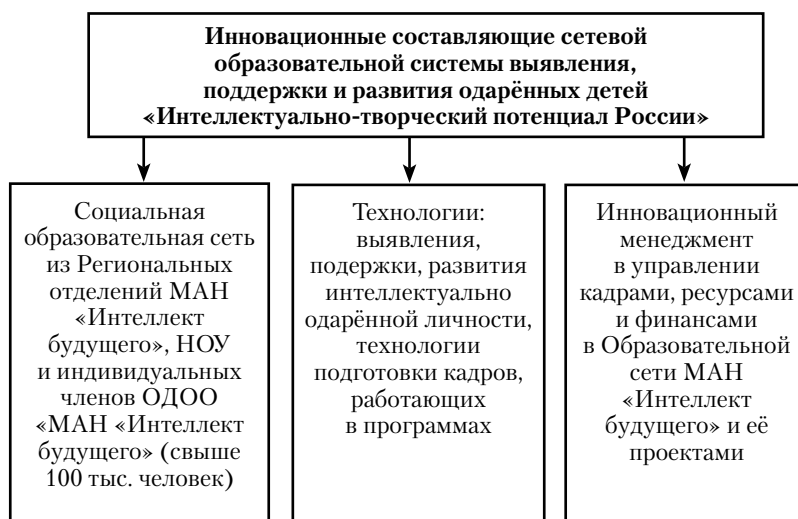 Инновационные составляющие сетевой
образовательной системы выявления,
поддержки и развития одарённых детей
«Интеллектуально-творческий потенциал России»
Социальная
образовательная сеть
из Региональных
отделений МАН
«Интеллект
будущего», НОУ
и индивидуальных
членов ОДОО
«МАН «Интеллект
будущего» (свыше
100 тыс. человек)
Технологии:
выявления,
подержки, развития
интеллектуально
одарённой личности,
технологии
подготовки кадров,
работающих
в программах
Инновационный
менеджмент
в управлении
кадрами, ресурсами
и финансами
в Образовательной
сети МАН
«Интеллект
будущего» и её
проектами